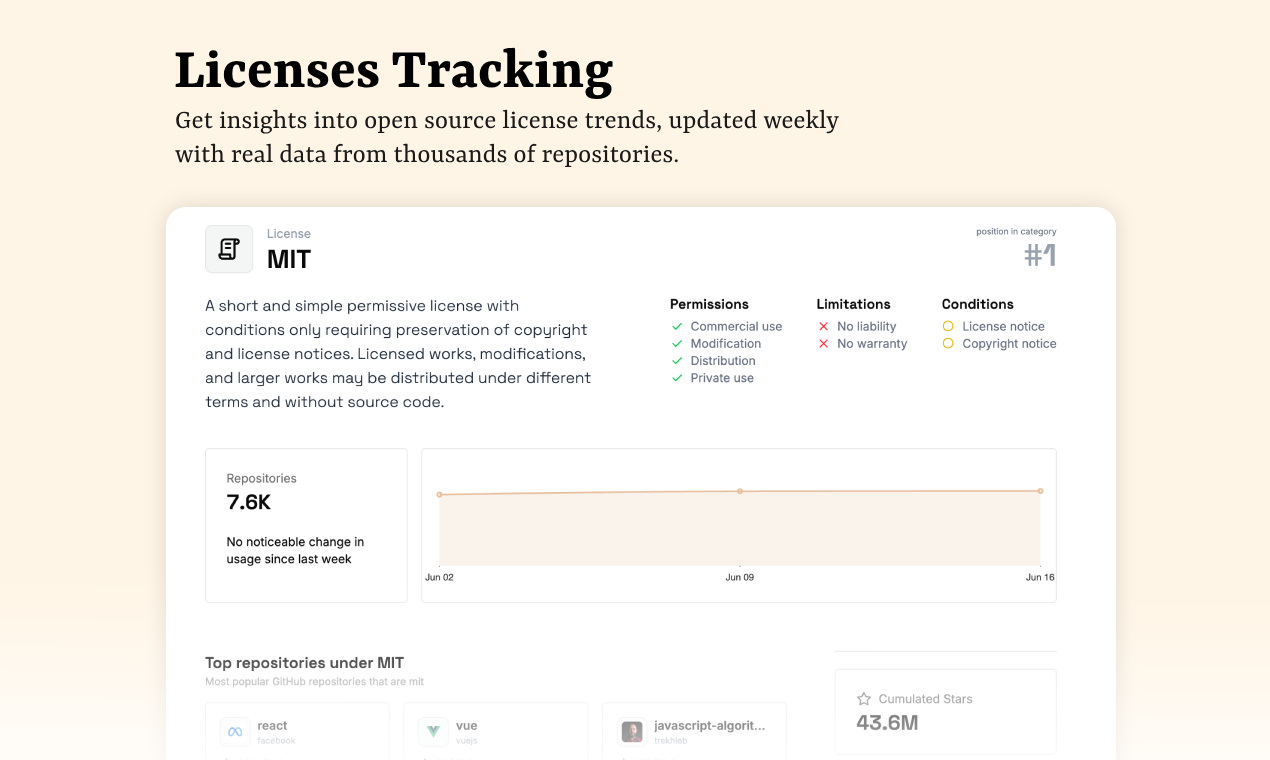 Licenses Tracking
Get insights into open source license trends, updated weekly
with real data from thousands of repositories.
License
MIT
position in category
#1
A short and simple permissive license with
conditions only requiring preservation of copyright
and license notices. Licensed works, modifications,
and larger works may be distributed under different
terms and without source code.
Permissions
Commercial use
Modification
Distribution
Private use
Limitations
No liability
No warranty
Conditions
License notice
Copyright notice
Repositories
7.6K
No noticeable change in
usage since last week
Jun 02
Jun 09
Jun 16
Top repositories under MIT
Most popular GitHub repositories that are mit
react
facebook
vue
vuejs
javascript-algorit...
trekhleb
Cumulated Stars
43.6M